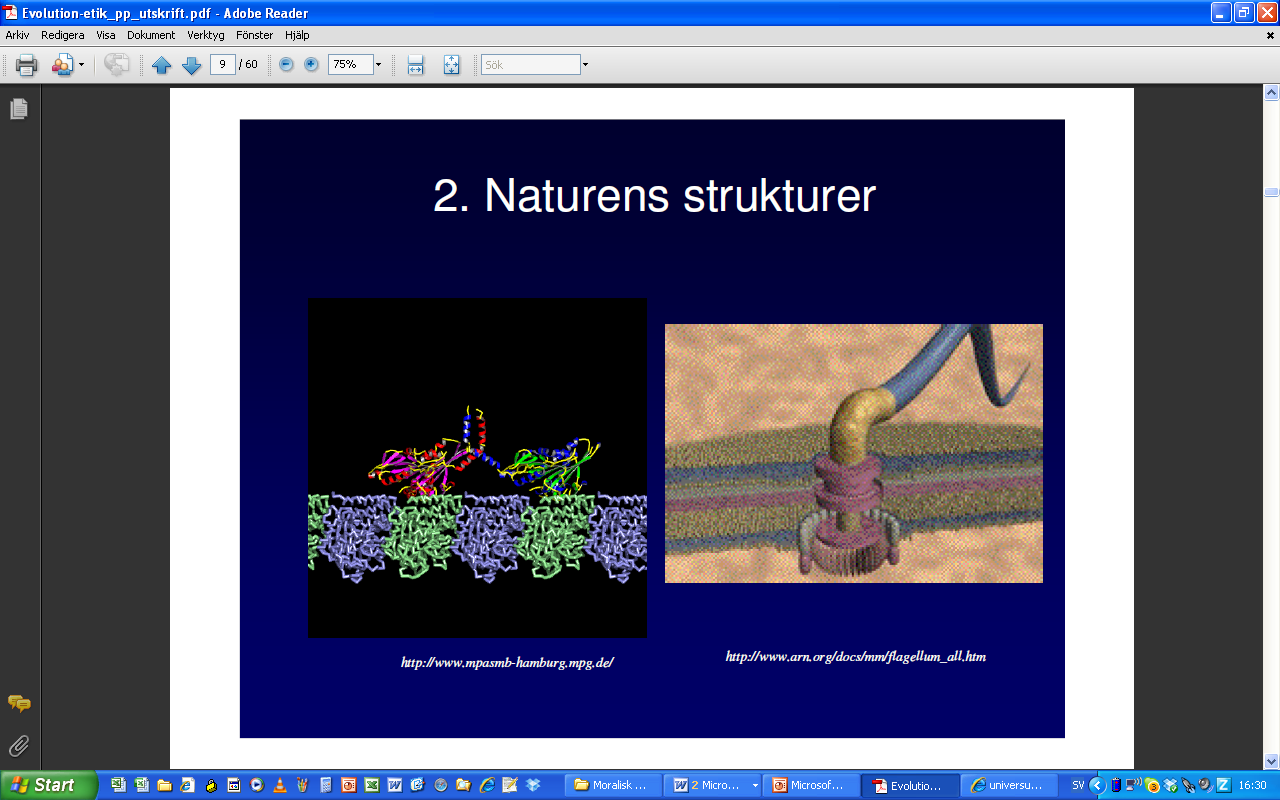 Evolution-etik_pp_utskrift.pdf - Adobe Reader
Arkiv Redigera Visa Dokument Verktyg Fönster Hjälp
9 / 60 75% Sök
2. Naturens strukturer
http://www.mpasmb-hamburg.mpg.de/
http://www.arn.org/docs/mm/flagellum_all.htm
Start Moralisk ... 2 Micro... Microsof... Evolutio... universu... SV 16:30